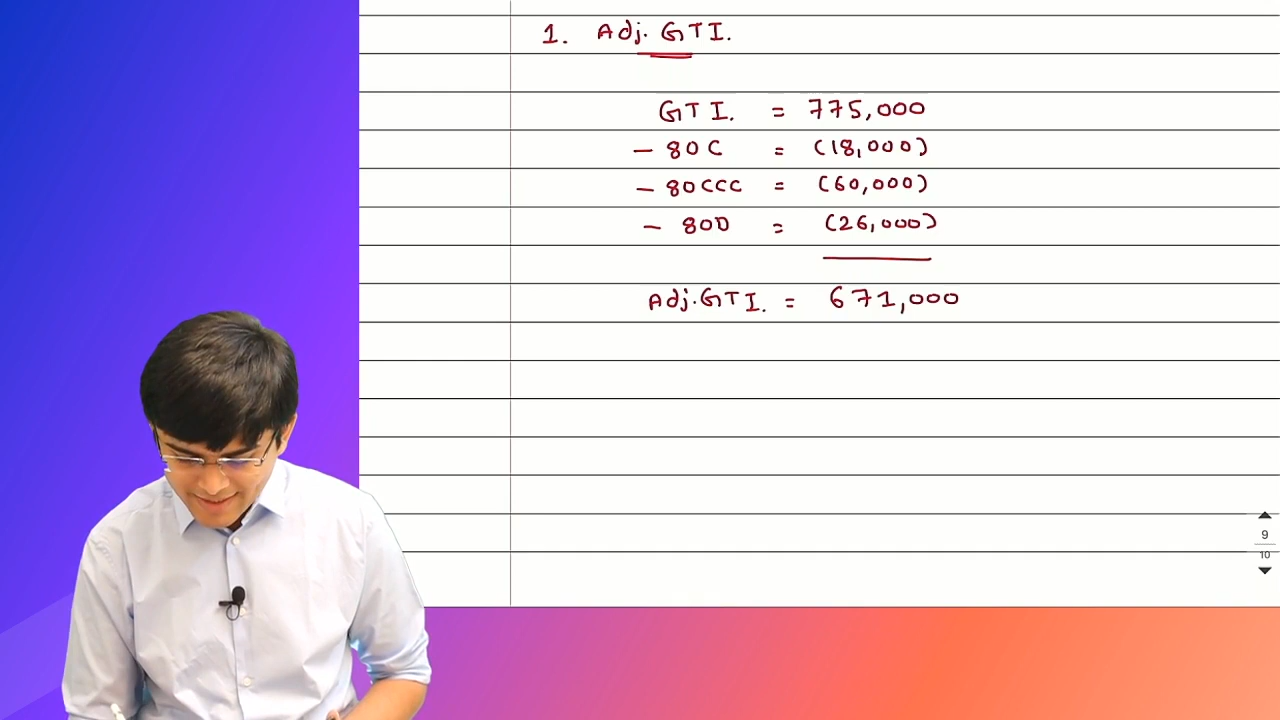 1. Adj. GTI.
GTI. = 775,000
- 80C = (18,000)
- 80CCC = (60,000)
- 80D = (26,000)
Adj.GTI. = 671,000
9
10